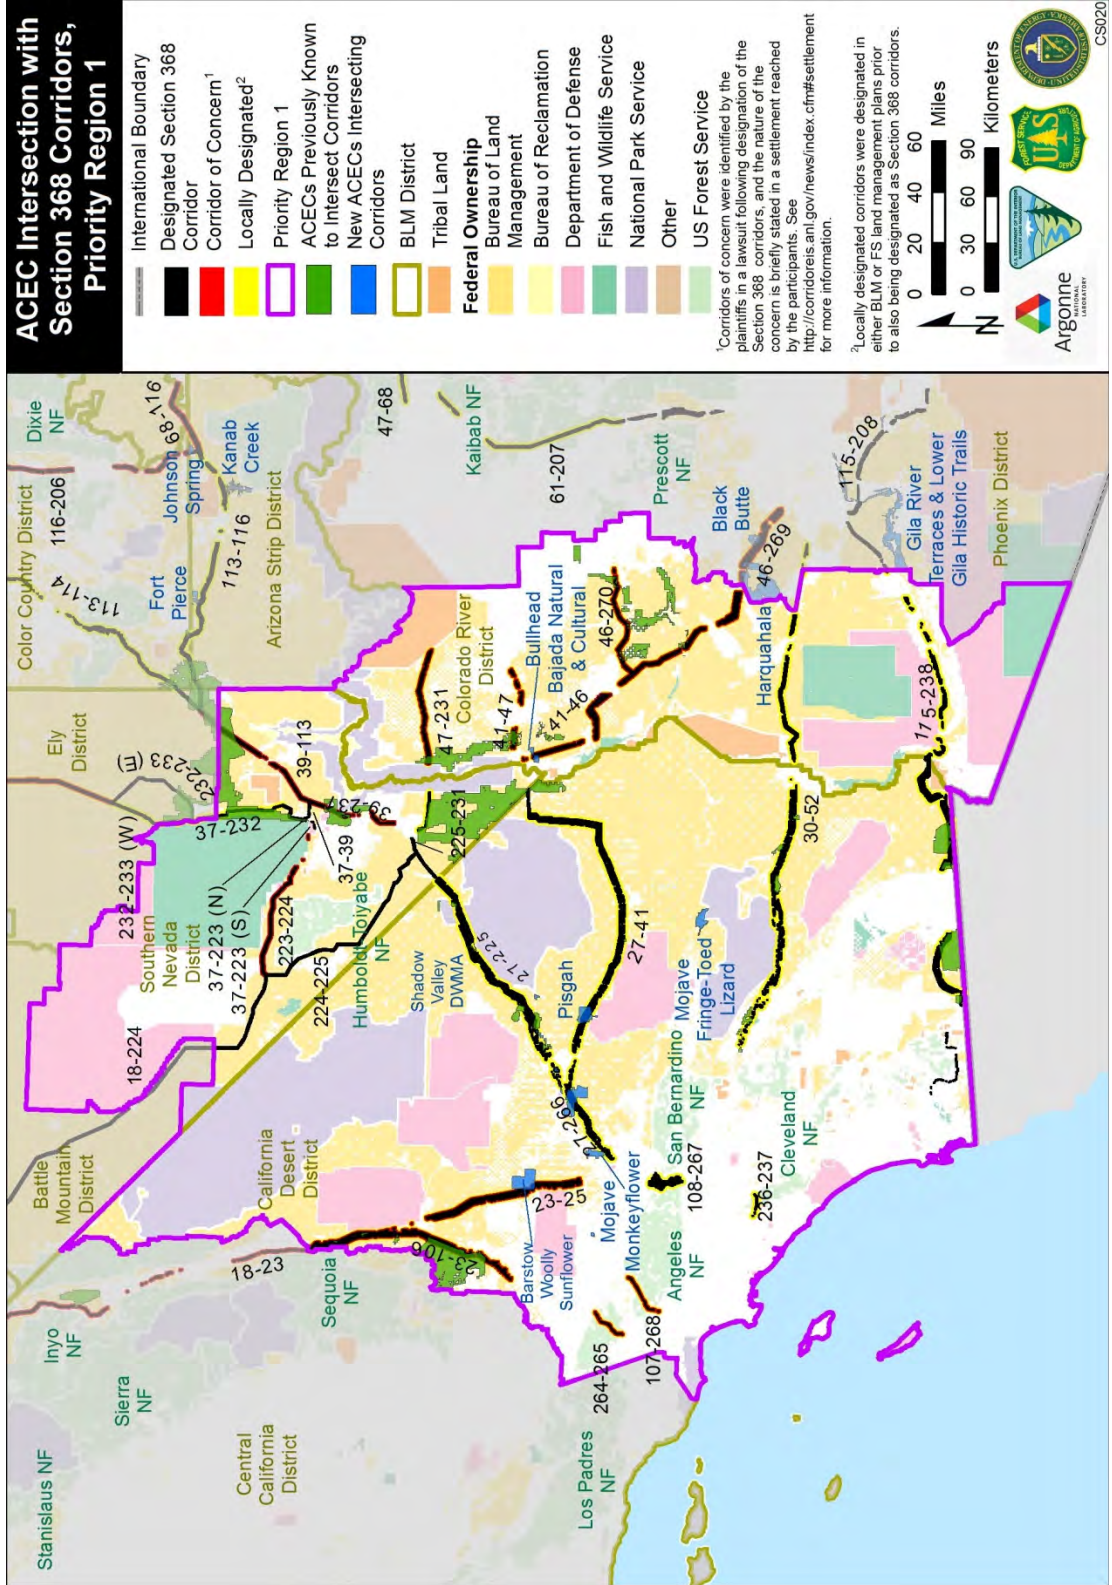 ACEC Intersection with
Section 368 Corridors,
Priority Region 1
International Boundary
Designated Section 368
Corridor
Corridor of Concern¹
Locally Designated²
Priority Region 1
ACECs Previously Known
to Intersect Corridors
New ACECs Intersecting
Corridors
BLM District
Tribal Land
Federal Ownership
Bureau of Land
Management
Bureau of Reclamation
Department of Defense
Fish and Wildlife Service
National Park Service
Other
US Forest Service
¹Corridors of concern were identified by the
plaintiffs in a lawsuit following designation of the
Section 368 corridors, and the nature of the
concern is briefly stated in a settlement reached
by the participants. See
http://corridoreis.anl.gov/news/index.cfm#settlement
for more information.
²Locally designated corridors were designated in
either BLM or FS land management plans prior
to also being designated as Section 368 corridors.
0 20 40 60
Miles
0 30 60 90
Kilometers
N
Argonne
NATIONAL
LABORATORY
FOREST SERVICE
UAS
DEPARTMENT OF AGRICULTURE
CS020
Stanislaus NF
Inyo
NF
Sierra
NF
Central
California
District
Battle
Mountain
District
18-23
Sequoia
NF
California
Desert
District
18-224
Southern
Nevada
District
232-233 (W)
232-233 (E)
Ely
District
37-232
37-223 (N)
37-223 (S)
223-224
224-225
Humboldt-Toiyabe
NF
37-39
39-113
39-231
Color Country District
113-114
116-206
Dixie
NF
68-116
Johnson
Spring
Fort
Pierce
Kanab
Creek
113-116
Arizona Strip District
47-68
Kaibab NF
61-207
Prescott
NF
47-231
Colorado River
District
41-47
41-46
225-231
Bullhead
Bajada Natural
& Cultural
46-270
Black
Butte
46-269
Harquahala
115-208
Gila River
Terraces & Lower
Gila Historic Trails
Phoenix District
115-238
30-52
Shadow
Valley
DWMA
27-225
27-41
Pisgah
27-266
Mojave
Fringe-Toed
Lizard
23-106
23-25
Barstow
Woolly
Sunflower
Mojave
Monkeyflower
San Bernardino
NF
108-267
Angeles
NF
236-237
Cleveland
NF
264-265
107-268
Los Padres
NF